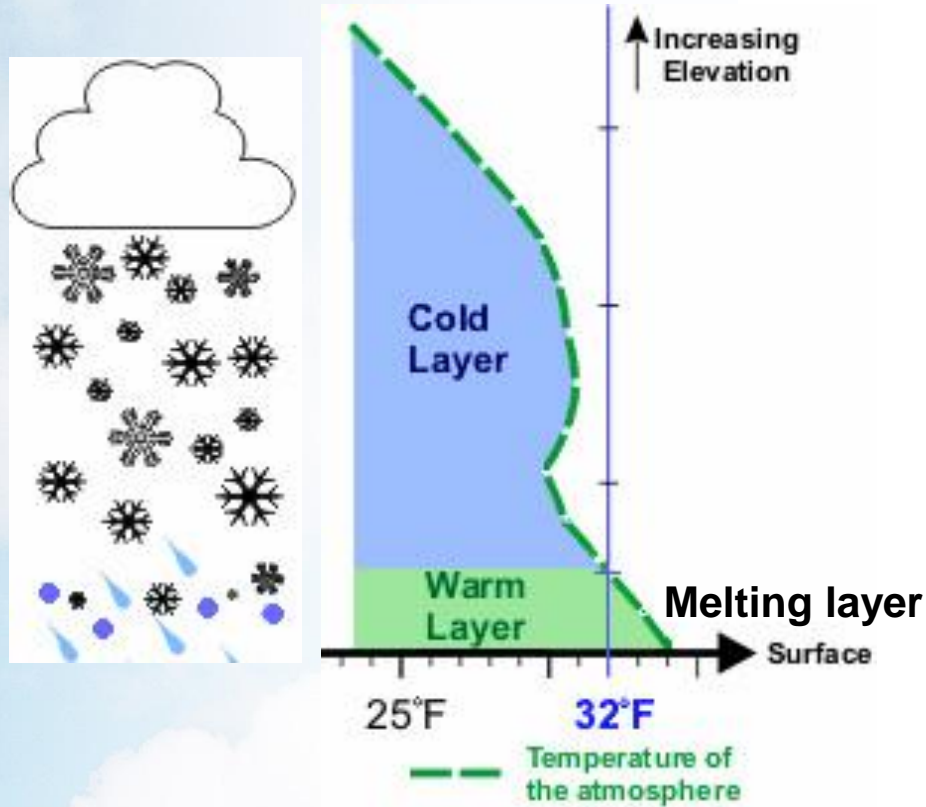 Increasing
Elevation
Cold
Layer
Warm
Layer
Melting layer
Surface
25°F
32°F
Temperature of
the atmosphere